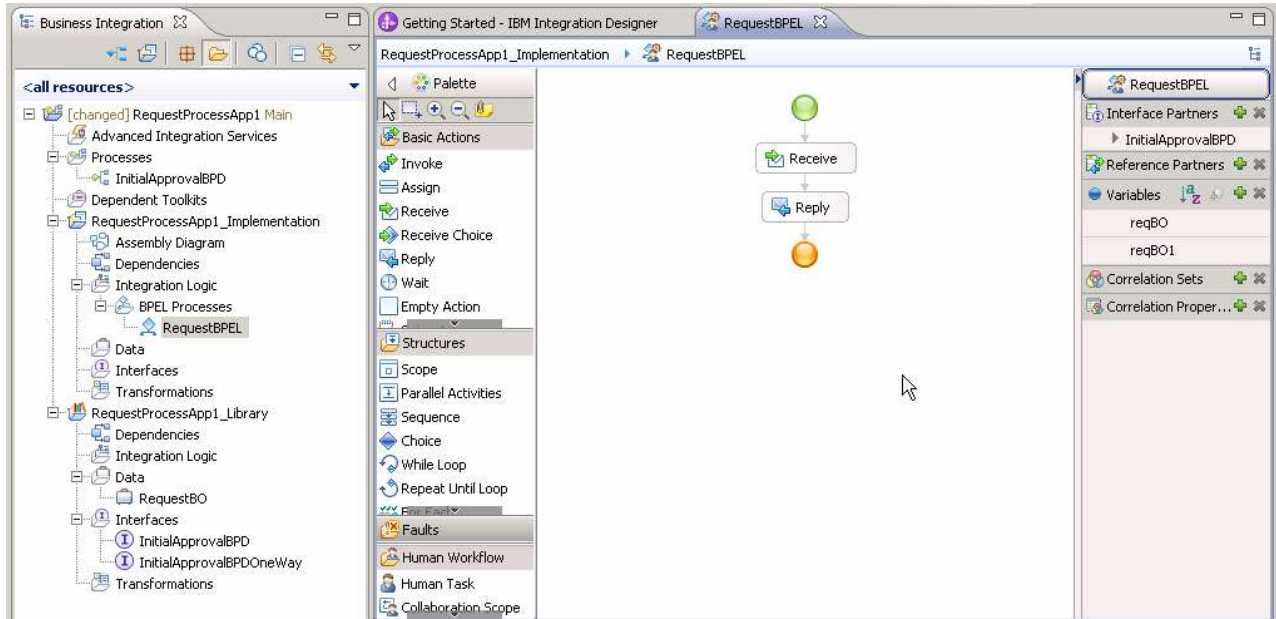 Business Integration
<all resources>
[changed] RequestProcessApp1 Main
Advanced Integration Services
Processes
InitialApprovalBPD
Dependent Toolkits
RequestProcessApp1_Implementation
Assembly Diagram
Dependencies
Integration Logic
BPEL Processes
RequestBPEL
Data
Interfaces
Transformations
RequestProcessApp1_Library
Dependencies
Integration Logic
Data
RequestBO
Interfaces
InitialApprovalBPD
InitialApprovalBPDOneWay
Transformations
Getting Started - IBM Integration Designer
RequestBPEL
RequestProcessApp1_Implementation
RequestBPEL
Palette
Basic Actions
Invoke
Assign
Receive
Receive Choice
Reply
Wait
Empty Action
Structures
Scope
Parallel Activities
Sequence
Choice
While Loop
Repeat Until Loop
Faults
Human Workflow
Human Task
Collaboration Scope
Receive
Reply
RequestBPEL
Interface Partners
InitialApprovalBPD
Reference Partners
Variables
reqBO
reqBO1
Correlation Sets
Correlation Proper...